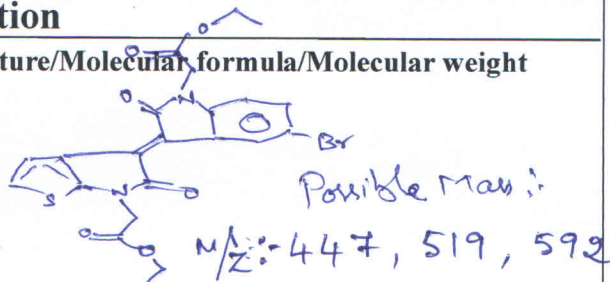 tion
ture/Molecular formula/Molecular weight
O
O
O
N
O
Br
S
N
O
O
O
Possible Mass :-
M/Z :- 447, 519, 592